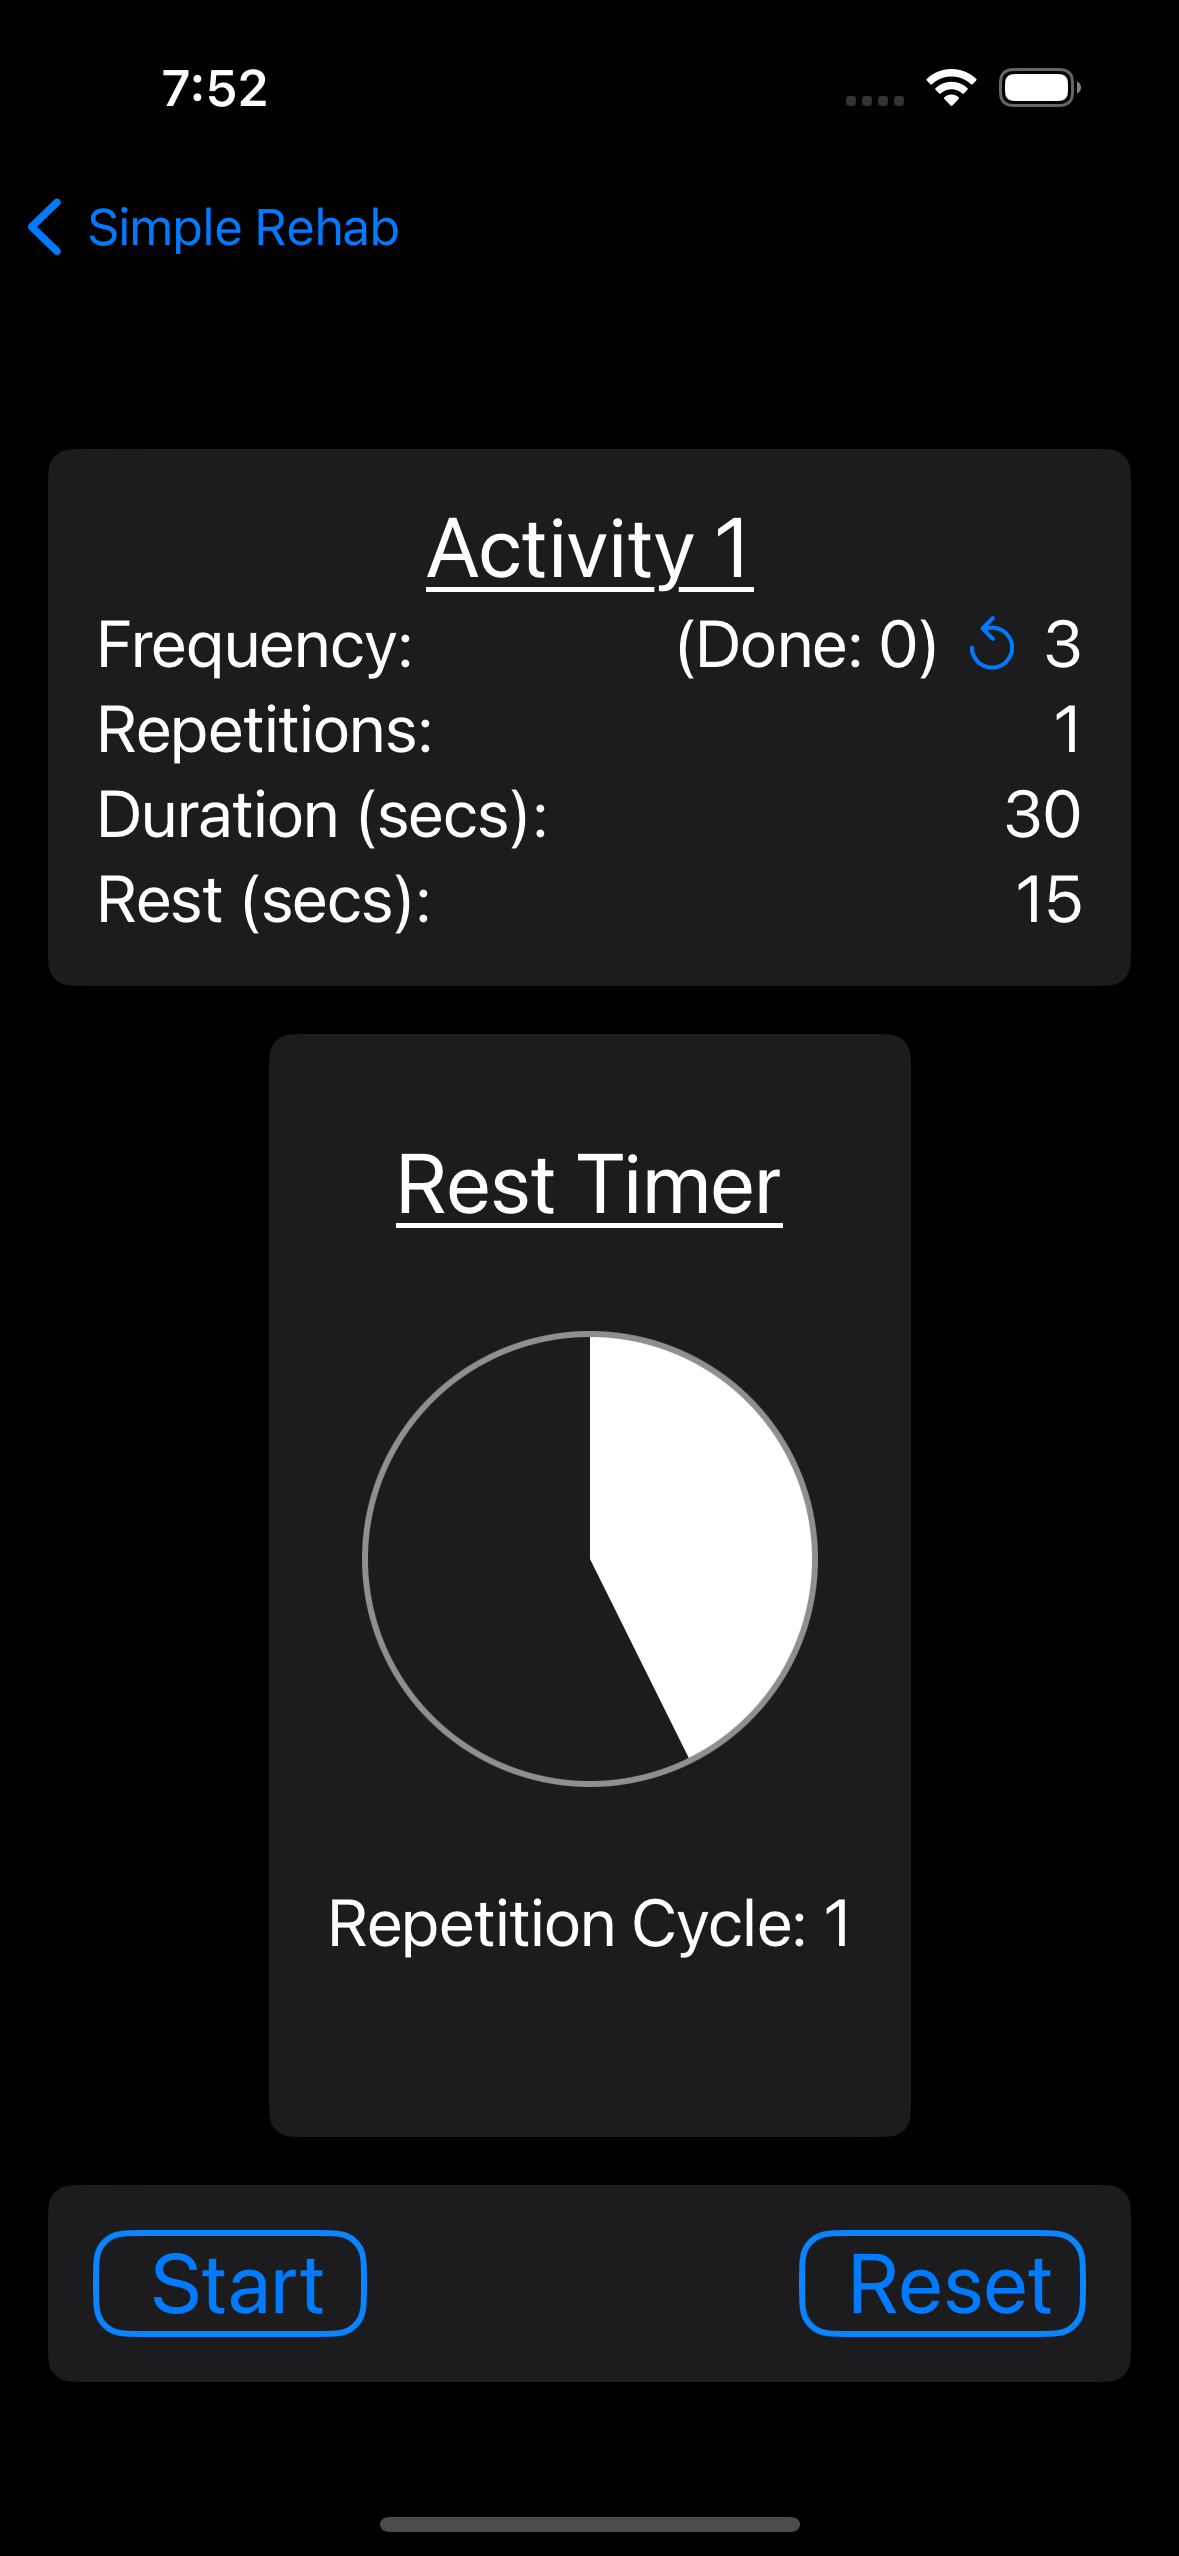 7:52
Simple Rehab
Activity 1
Frequency: (Done: 0) 3
Repetitions: 1
Duration (secs): 30
Rest (secs): 15
Rest Timer
Repetition Cycle: 1
Start Reset